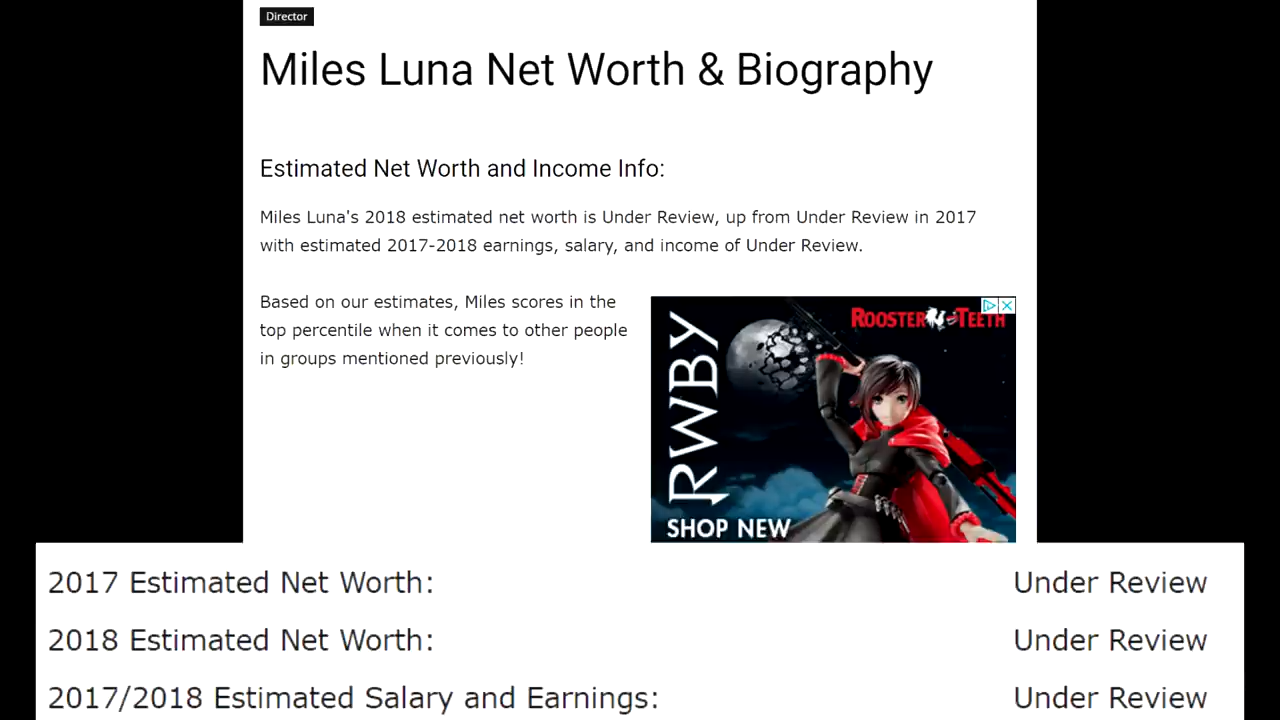 Director
Miles Luna Net Worth & Biography
Estimated Net Worth and Income Info:
Miles Luna's 2018 estimated net worth is Under Review, up from Under Review in 2017
with estimated 2017-2018 earnings, salary, and income of Under Review.
Based on our estimates, Miles scores in the
top percentile when it comes to other people
in groups mentioned previously!
ROOSTER TEETH
RWBY
SHOP NEW
2017 Estimated Net Worth: Under Review
2018 Estimated Net Worth: Under Review
2017/2018 Estimated Salary and Earnings: Under Review